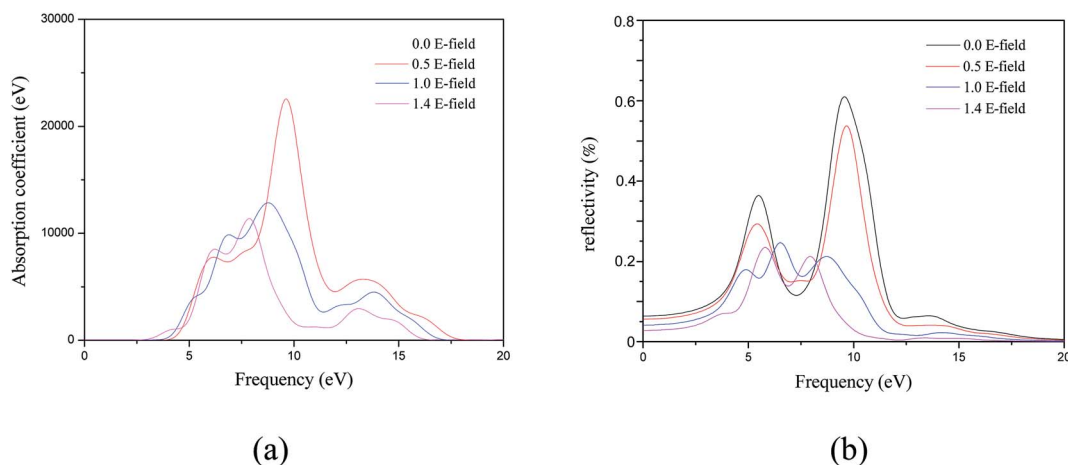 30000
20000
10000
0
0
5
10
15
20
Absorption coefficient (eV)
Frequency (eV)
0.0 E-field
0.5 E-field
1.0 E-field
1.4 E-field
(a)
0.8
0.6
0.4
0.2
0
0
5
10
15
20
reflectivity (%)
Frequency (eV)
0.0 E-field
0.5 E-field
1.0 E-field
1.4 E-field
(b)